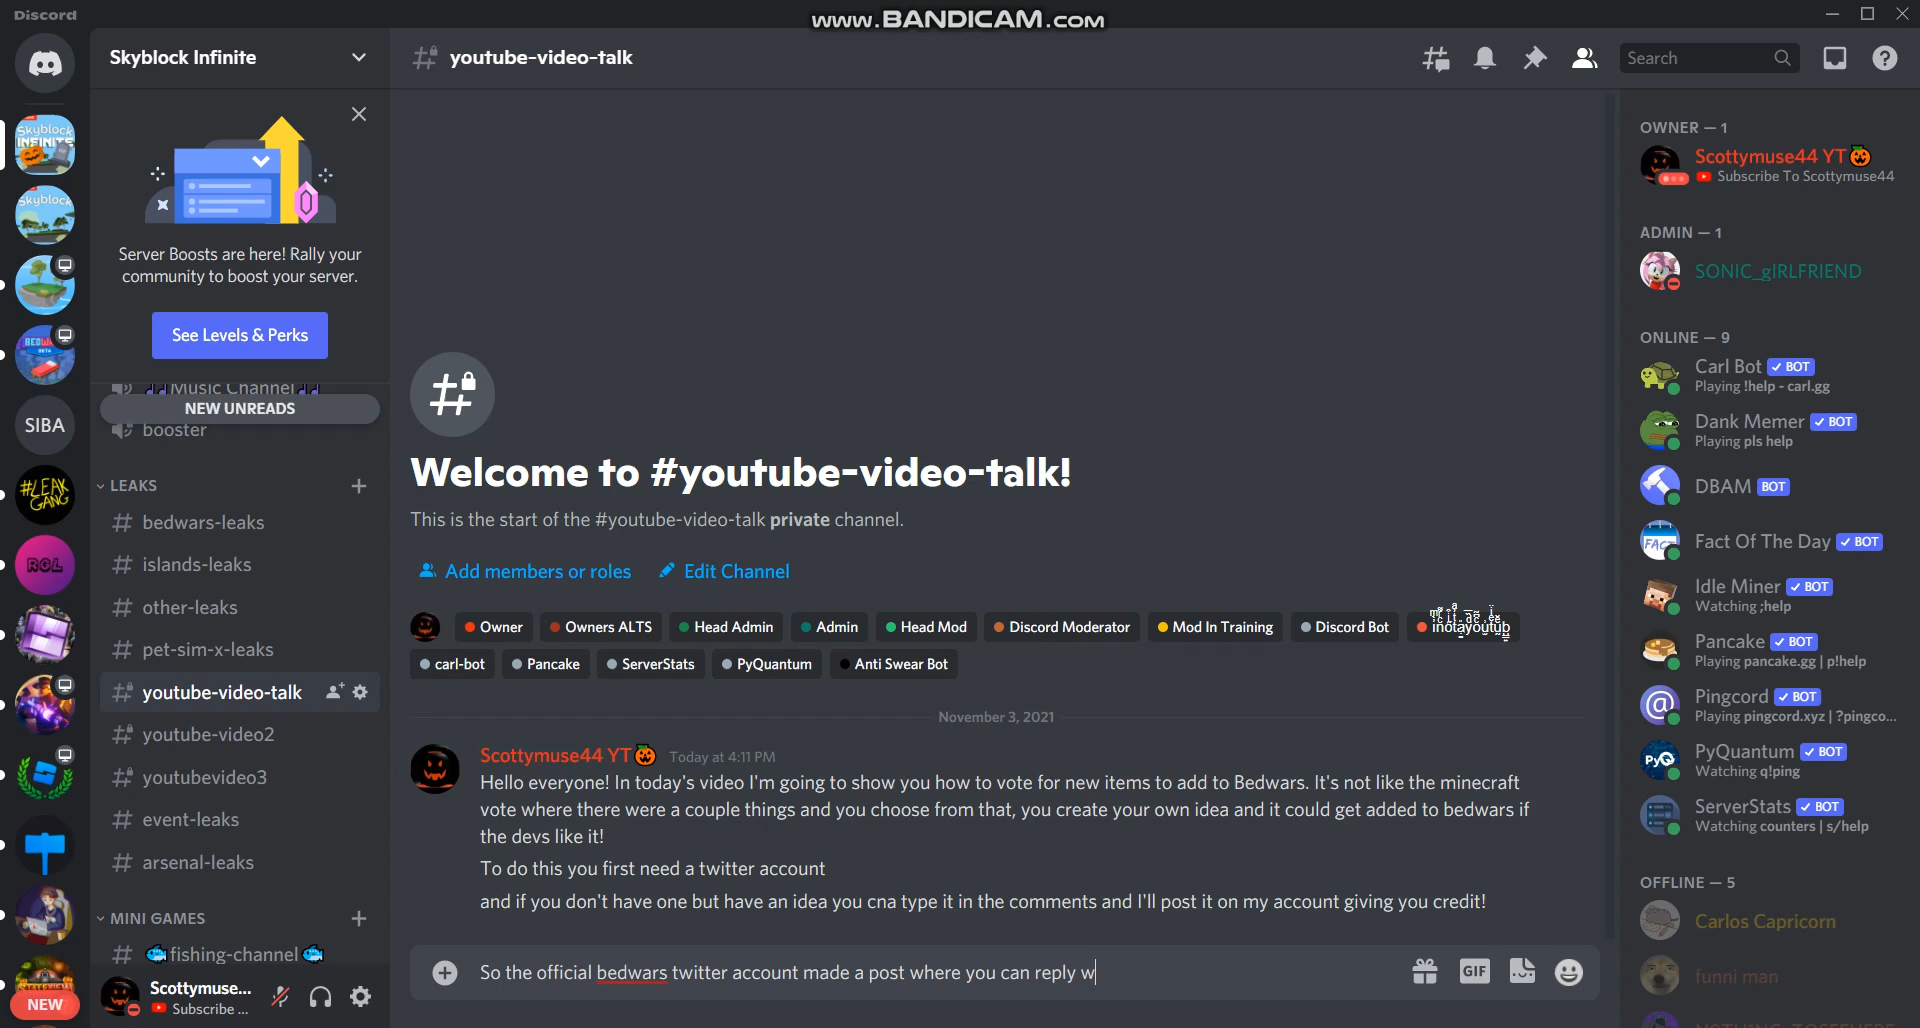 Discord
www.BANDICAM.com
Skyblock Infinite
youtube-video-talk
Search
Server Boosts are here! Rally your
community to boost your server.
See Levels & Perks
Music Channel
NEW UNREADS
booster
LEAKS
bedwars-leaks
islands-leaks
other-leaks
pet-sim-x-leaks
youtube-video-talk
youtube-video2
youtubevideo3
event-leaks
arsenal-leaks
MINI GAMES
🐟fishing-channel🐟
Scottymuse...
Subscribe ...
Skyblock
INFINITE
Skyblock
BETA
SIBA
#LEAK
GANG
RGL
NEW
Welcome to #youtube-video-talk!
This is the start of the #youtube-video-talk private channel.
Add members or roles Edit Channel
Owner Owners ALTS Head Admin Admin Head Mod Discord Moderator Mod In Training Discord Bot
carl-bot Pancake ServerStats PyQuantum Anti Swear Bot
November 3, 2021
Scottymuse44 YT🎃 Today at 4:11 PM
Hello everyone! In today's video I'm going to show you how to vote for new items to add to Bedwars. It's not like the minecraft
vote where there were a couple things and you choose from that, you create your own idea and it could get added to bedwars if
the devs like it!
To do this you first need a twitter account
and if you don't have one but have an idea you cna type it in the comments and I'll post it on my account giving you credit!
So the official bedwars twitter account made a post where you can reply w
GIF
OWNER — 1
Scottymuse44 YT🎃
Subscribe To Scottymuse44
ADMIN — 1
SONIC_gIRLFRIEND
ONLINE — 9
Carl Bot ✓ BOT
Playing !help - carl.gg
Dank Memer ✓ BOT
Playing pls help
DBAM BOT
Fact Of The Day ✓ BOT
Idle Miner ✓ BOT
Watching ;help
Pancake ✓ BOT
Playing pancake.gg | p!help
Pingcord ✓ BOT
Playing pingcord.xyz | ?pingco...
PyQuantum ✓ BOT
Watching q!ping
ServerStats ✓ BOT
Watching counters | s/help
OFFLINE — 5
Carlos Capricorn
funni man